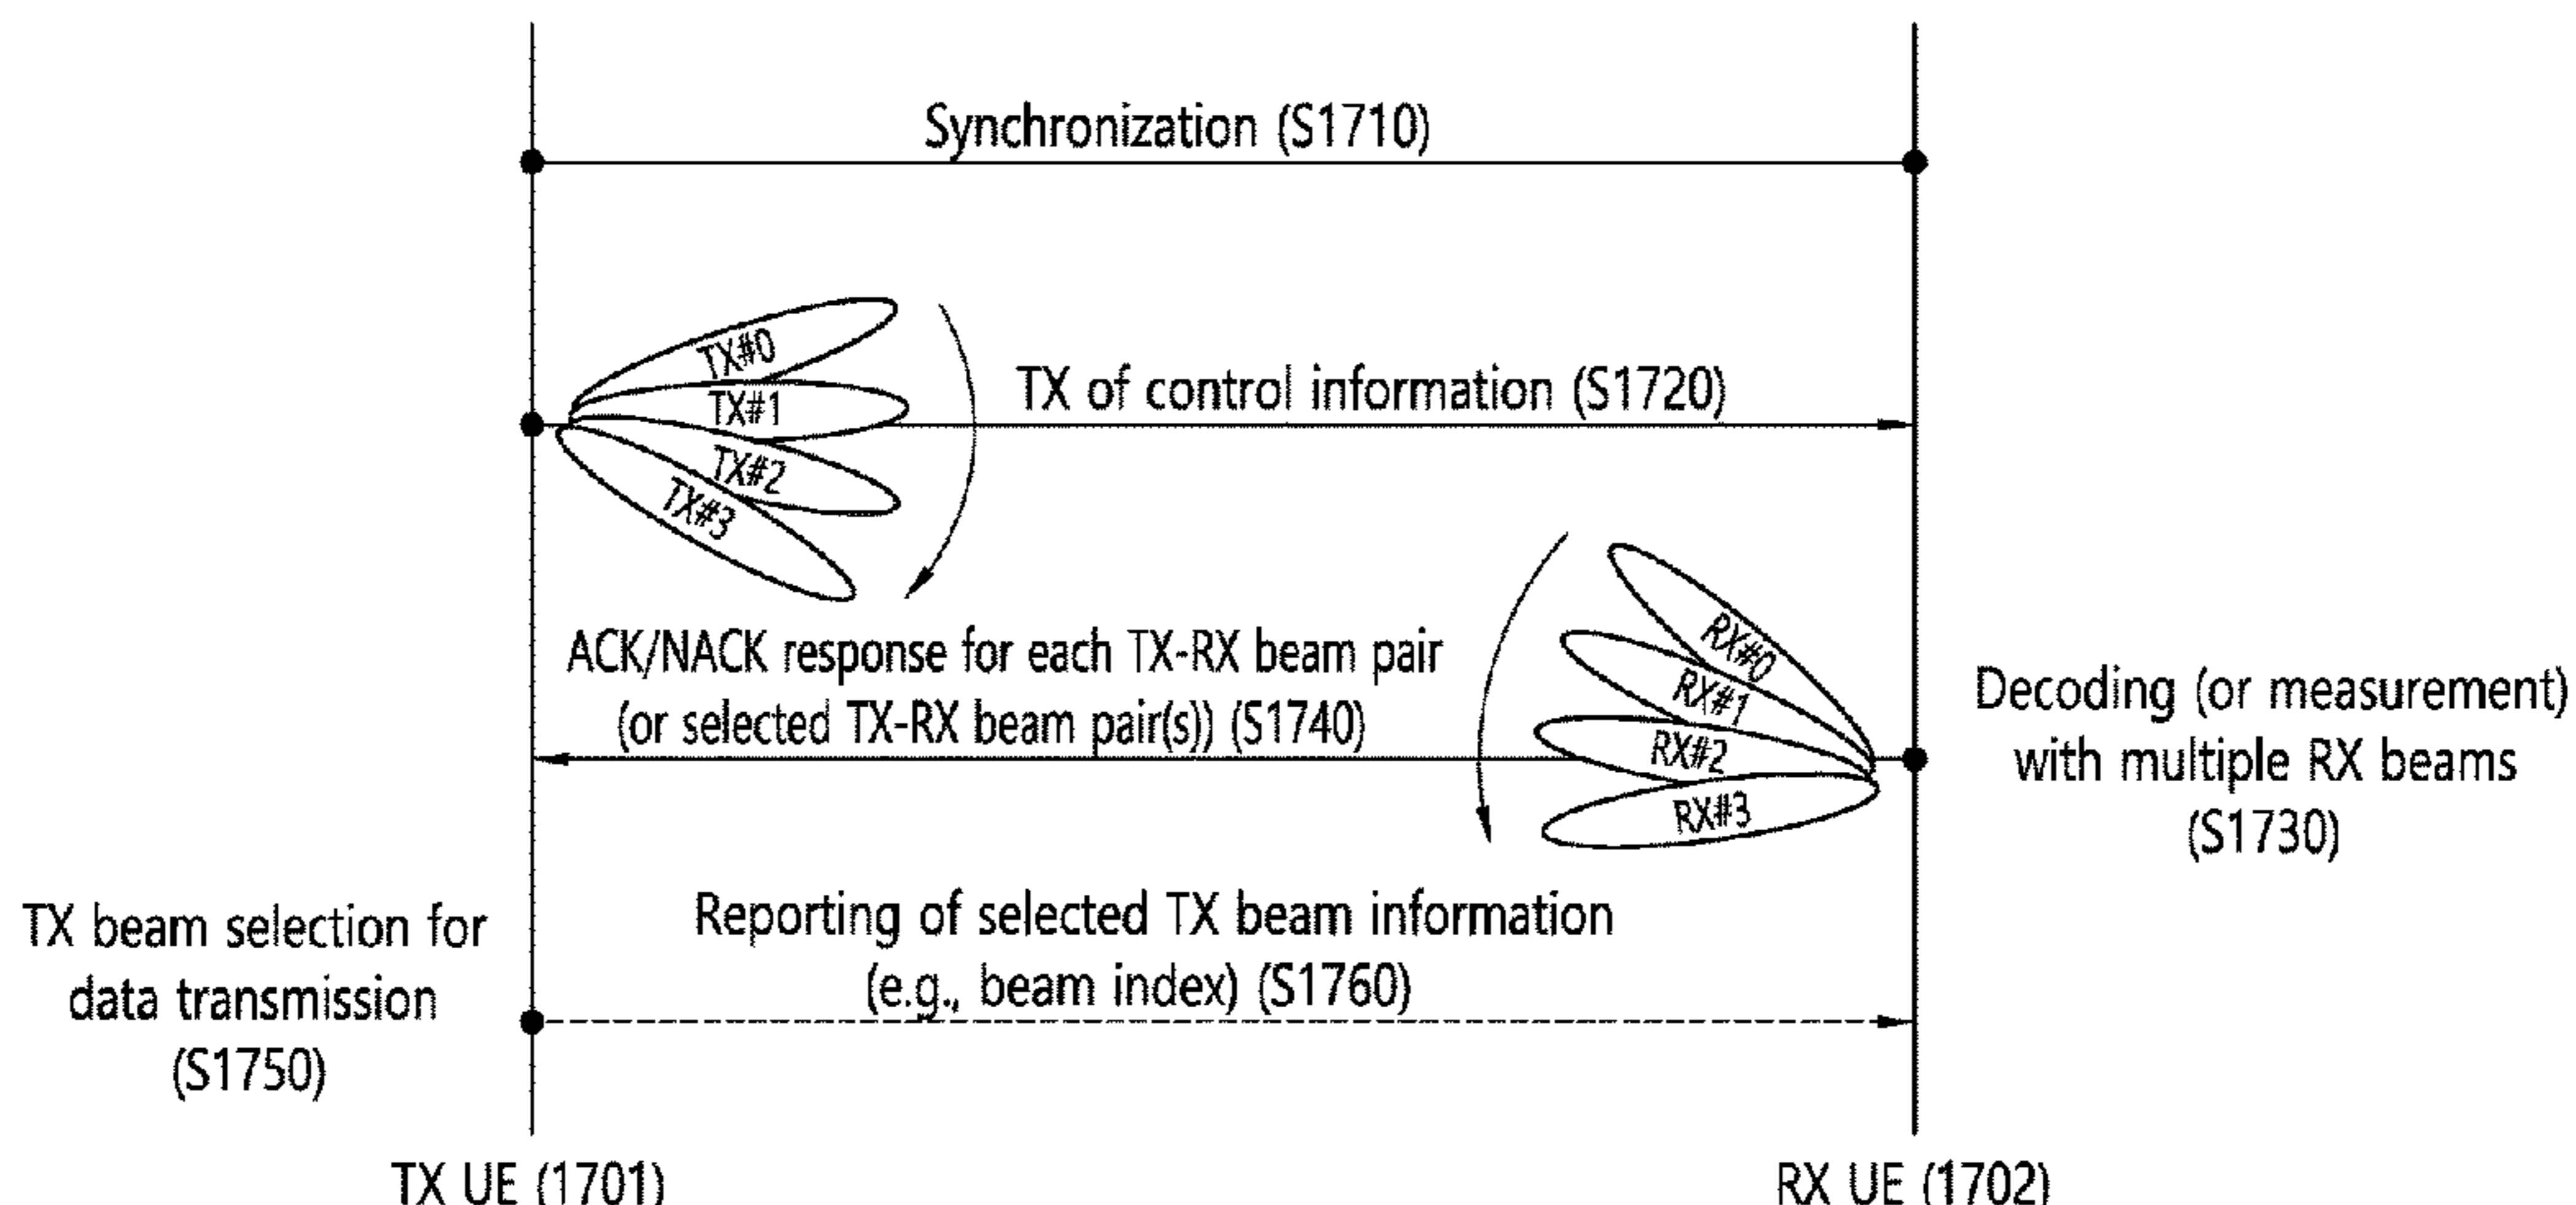 Synchronization (S1710)
TX#0
TX#1
TX#2
TX#3
TX of control information (S1720)
RX#0
RX#1
RX#2
RX#3
ACK/NACK response for each TX-RX beam pair
(or selected TX-RX beam pair(s)) (S1740)
Decoding (or measurement)
with multiple RX beams
(S1730)
TX beam selection for
data transmission
(S1750)
Reporting of selected TX beam information
(e.g., beam index) (S1760)
TX UE (1701)
RX UE (1702)